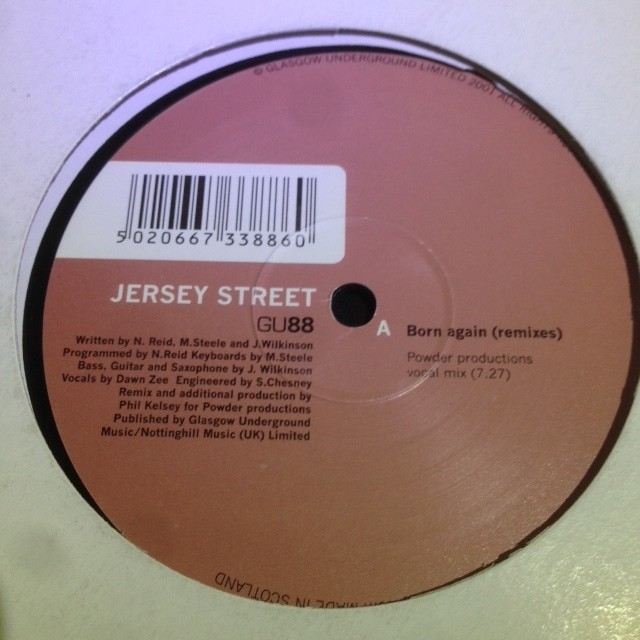 © GLASGOW UNDERGROUND LIMITED 2001 ALL RIGHTS
5 020667 338860
JERSEY STREET
GU88
Written by N. Reid, M.Steele and J.Wilkinson
Programmed by N.Reid Keyboards by M.Steele
Bass, Guitar and Saxophone by J. Wilkinson
Vocals by Dawn Zee Engineered by S.Chesney
Remix and additional production by
Phil Kelsey for Powder productions
Published by Glasgow Underground
Music/Nottinghill Music (UK) Limited
A
Born again (remixes)
Powder productions
vocal mix (7.27)
MADE IN SCOTLAND